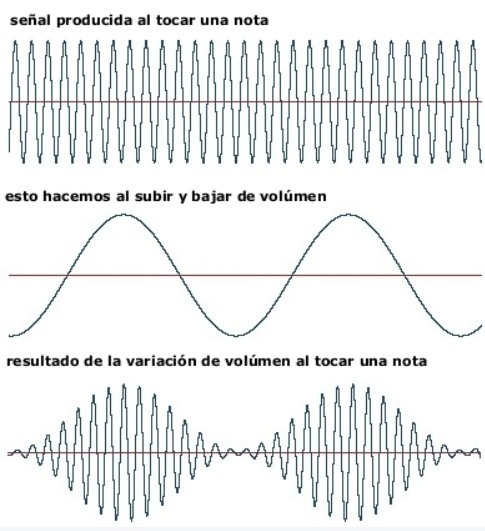 señal producida al tocar una nota
esto hacemos al subir y bajar de volúmen
resultado de la variación de volúmen al tocar una nota